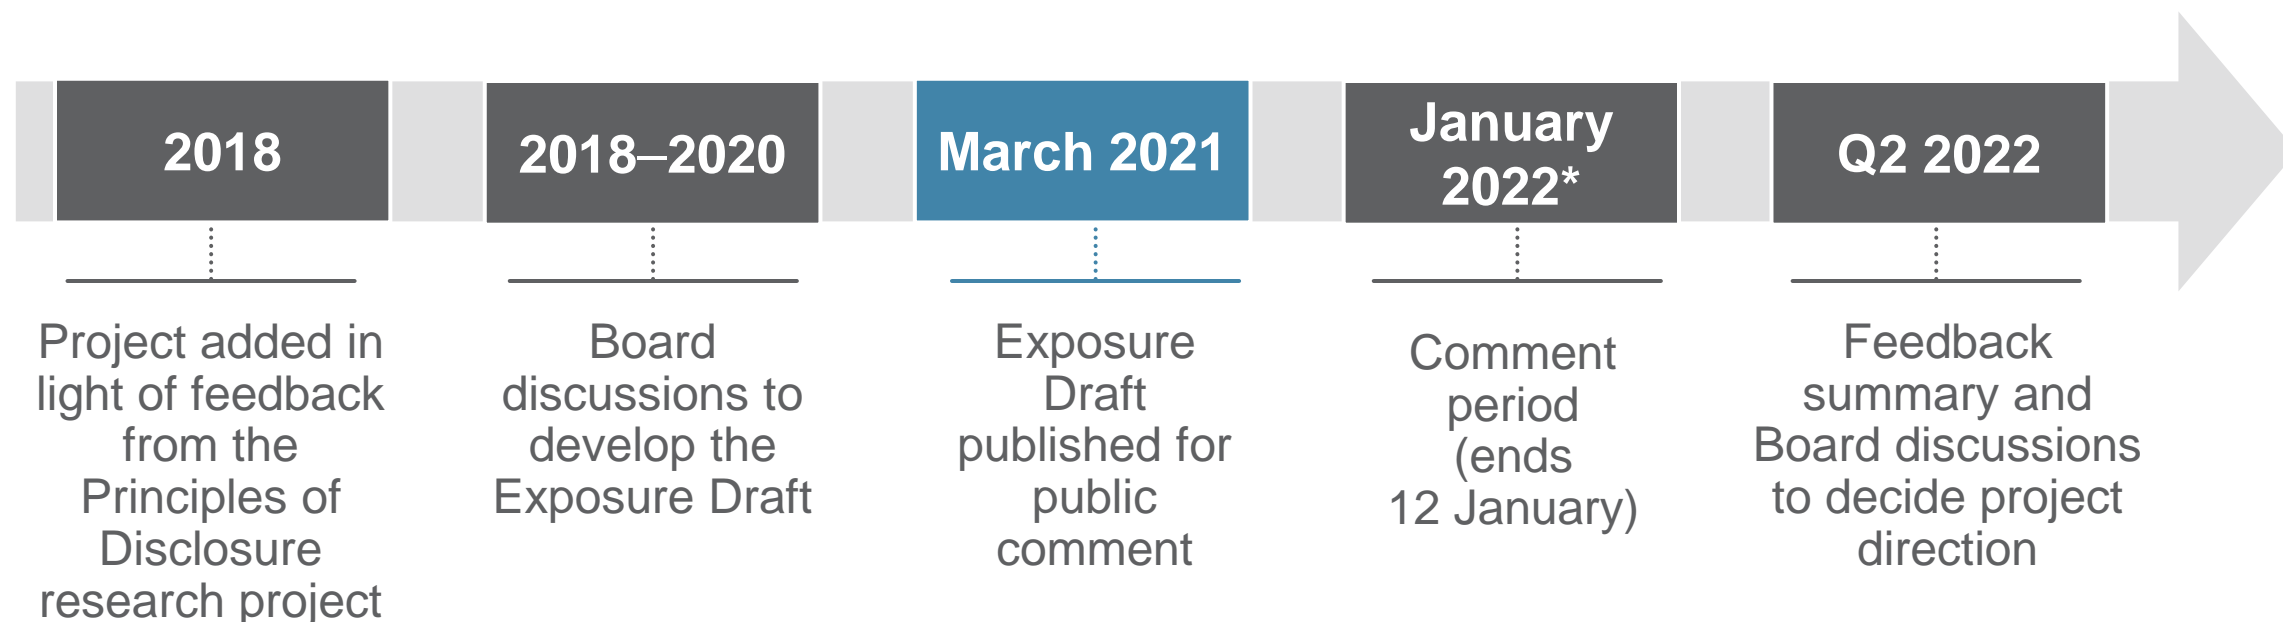 2018
Project added in
light of feedback
from the
Principles of
Disclosure
research project
2018–2020
Board
discussions to
develop the
Exposure Draft
March 2021
Exposure
Draft
published for
public
comment
January
2022*
Comment
period
(ends
12 January)
Q2 2022
Feedback
summary and
Board discussions
to decide project
direction